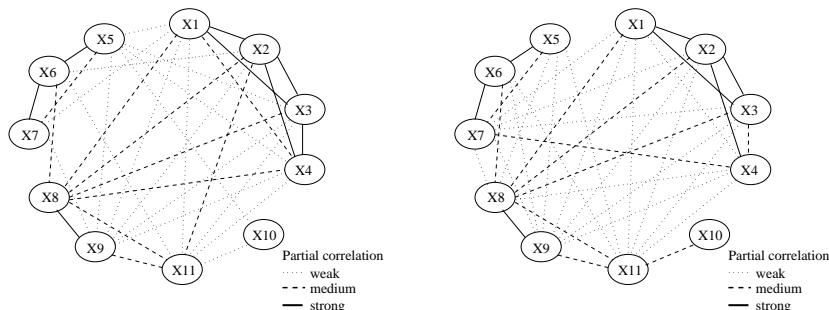 X1
X2
X3
X4
X5
X6
X7
X8
X9
X10
X11
Partial correlation
weak
medium
strong
X1
X2
X3
X4
X5
X6
X7
X8
X9
X10
X11
Partial correlation
weak
medium
strong